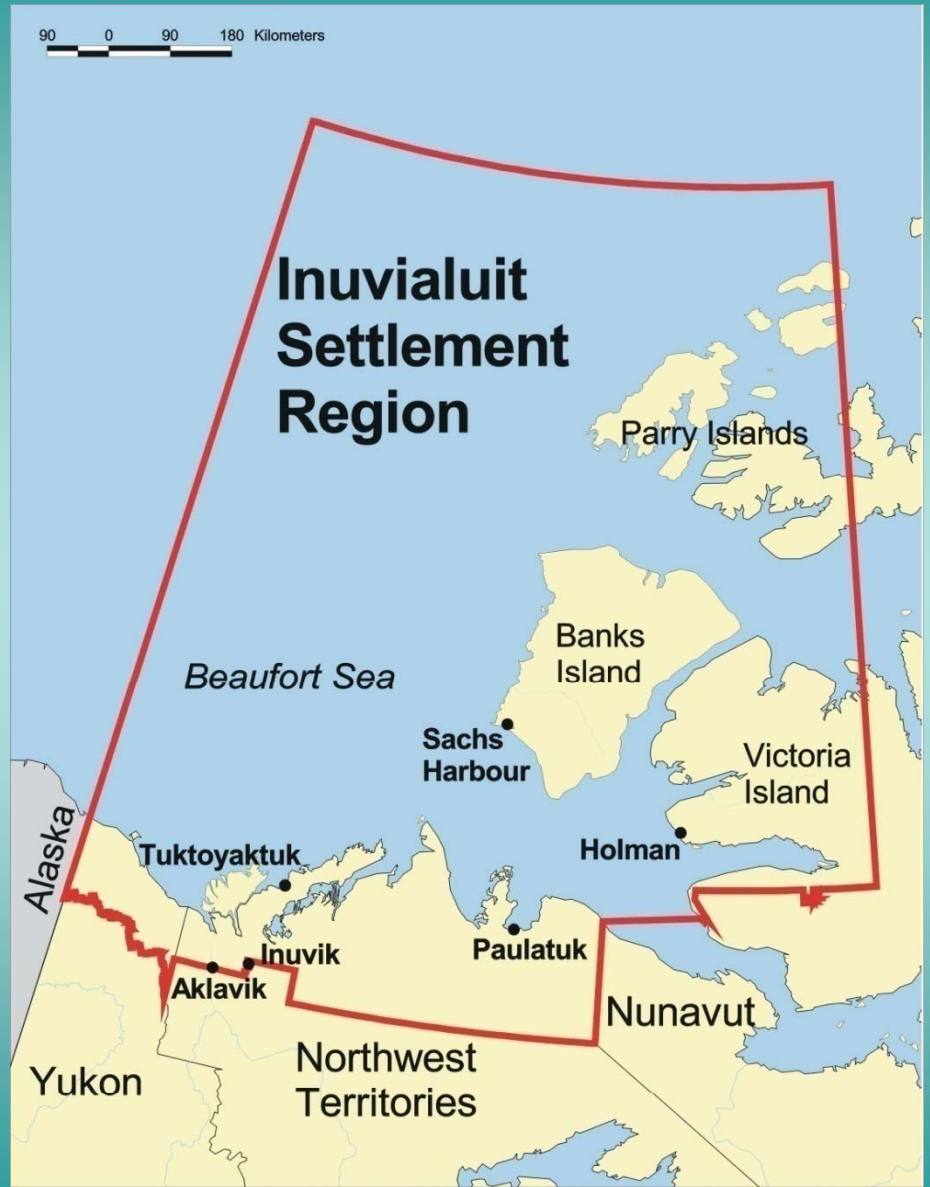 90 0 90 180 Kilometers
Inuvialuit
Settlement
Region
Parry Islands
Banks
Island
Beaufort Sea
Sachs
Harbour
Victoria
Island
Alaska
Holman
Tuktoyaktuk
Inuvik
Paulatuk
Aklavik
Nunavut
Northwest
Territories
Yukon